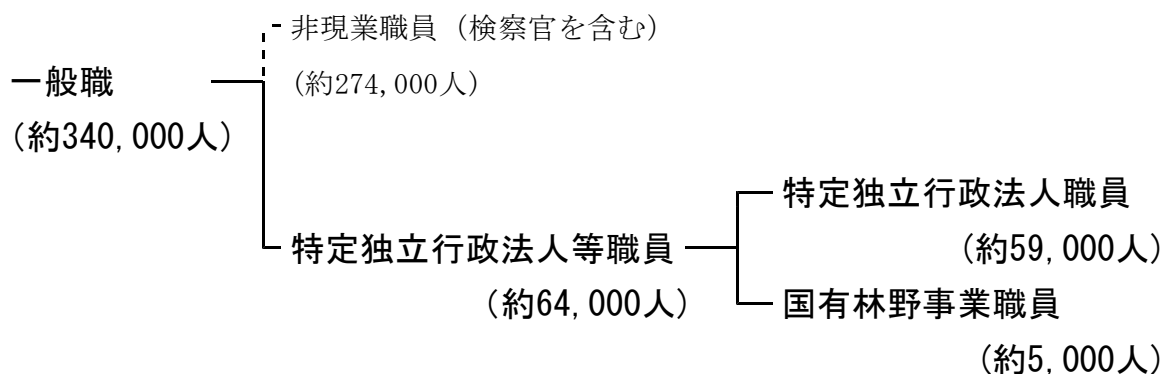 非現業職員（検察官を含む）
一般職
（約274,000人）
（約340,000人）
特定独立行政法人職員
特定独立行政法人等職員
（約59,000人）
（約64,000人）
国有林野事業職員
（約5,000人）